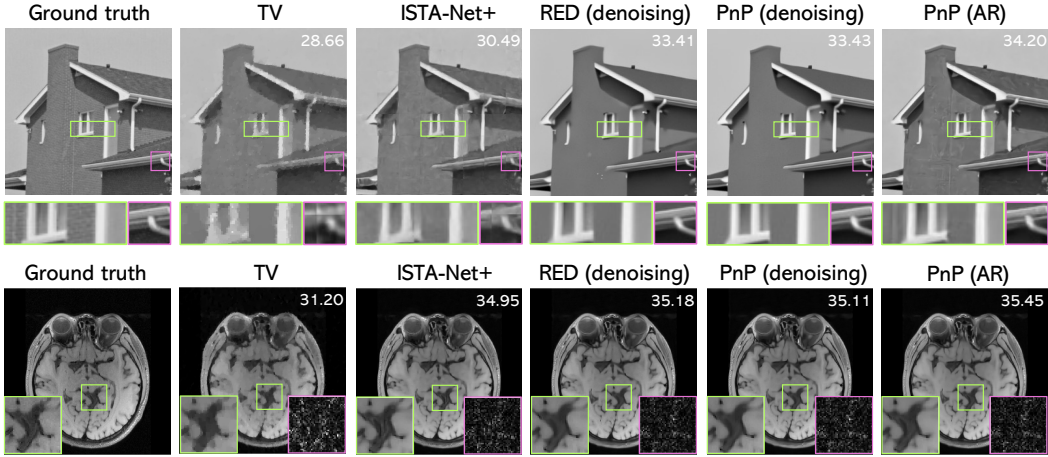 Ground truth TV ISTA-Net+ RED (denoising) PnP (denoising) PnP (AR)
28.66 30.49 33.41 33.43 34.20
Ground truth TV ISTA-Net+ RED (denoising) PnP (denoising) PnP (AR)
31.20 34.95 35.18 35.11 35.45